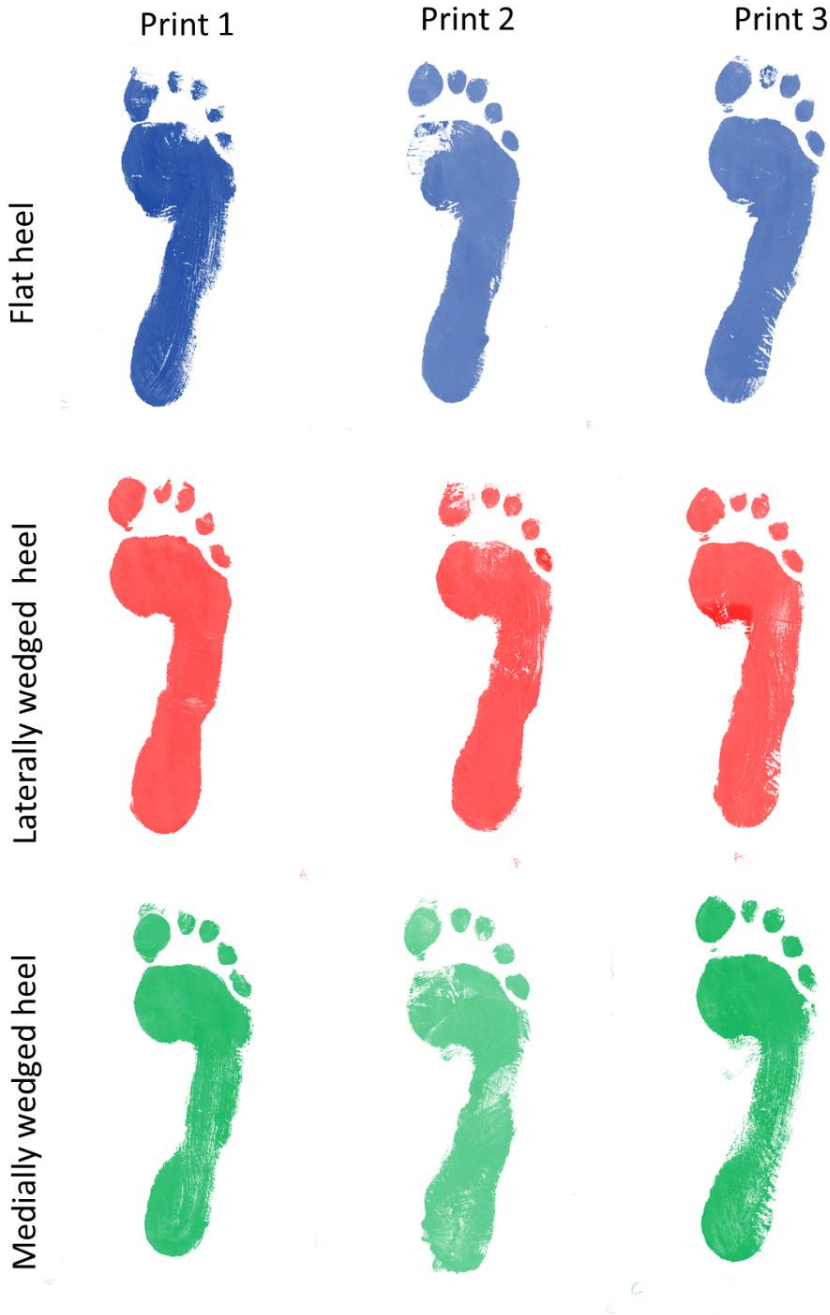 Print 1
Print 2
Print 3
Flat heel
Laterally wedged heel
Medially wedged heel